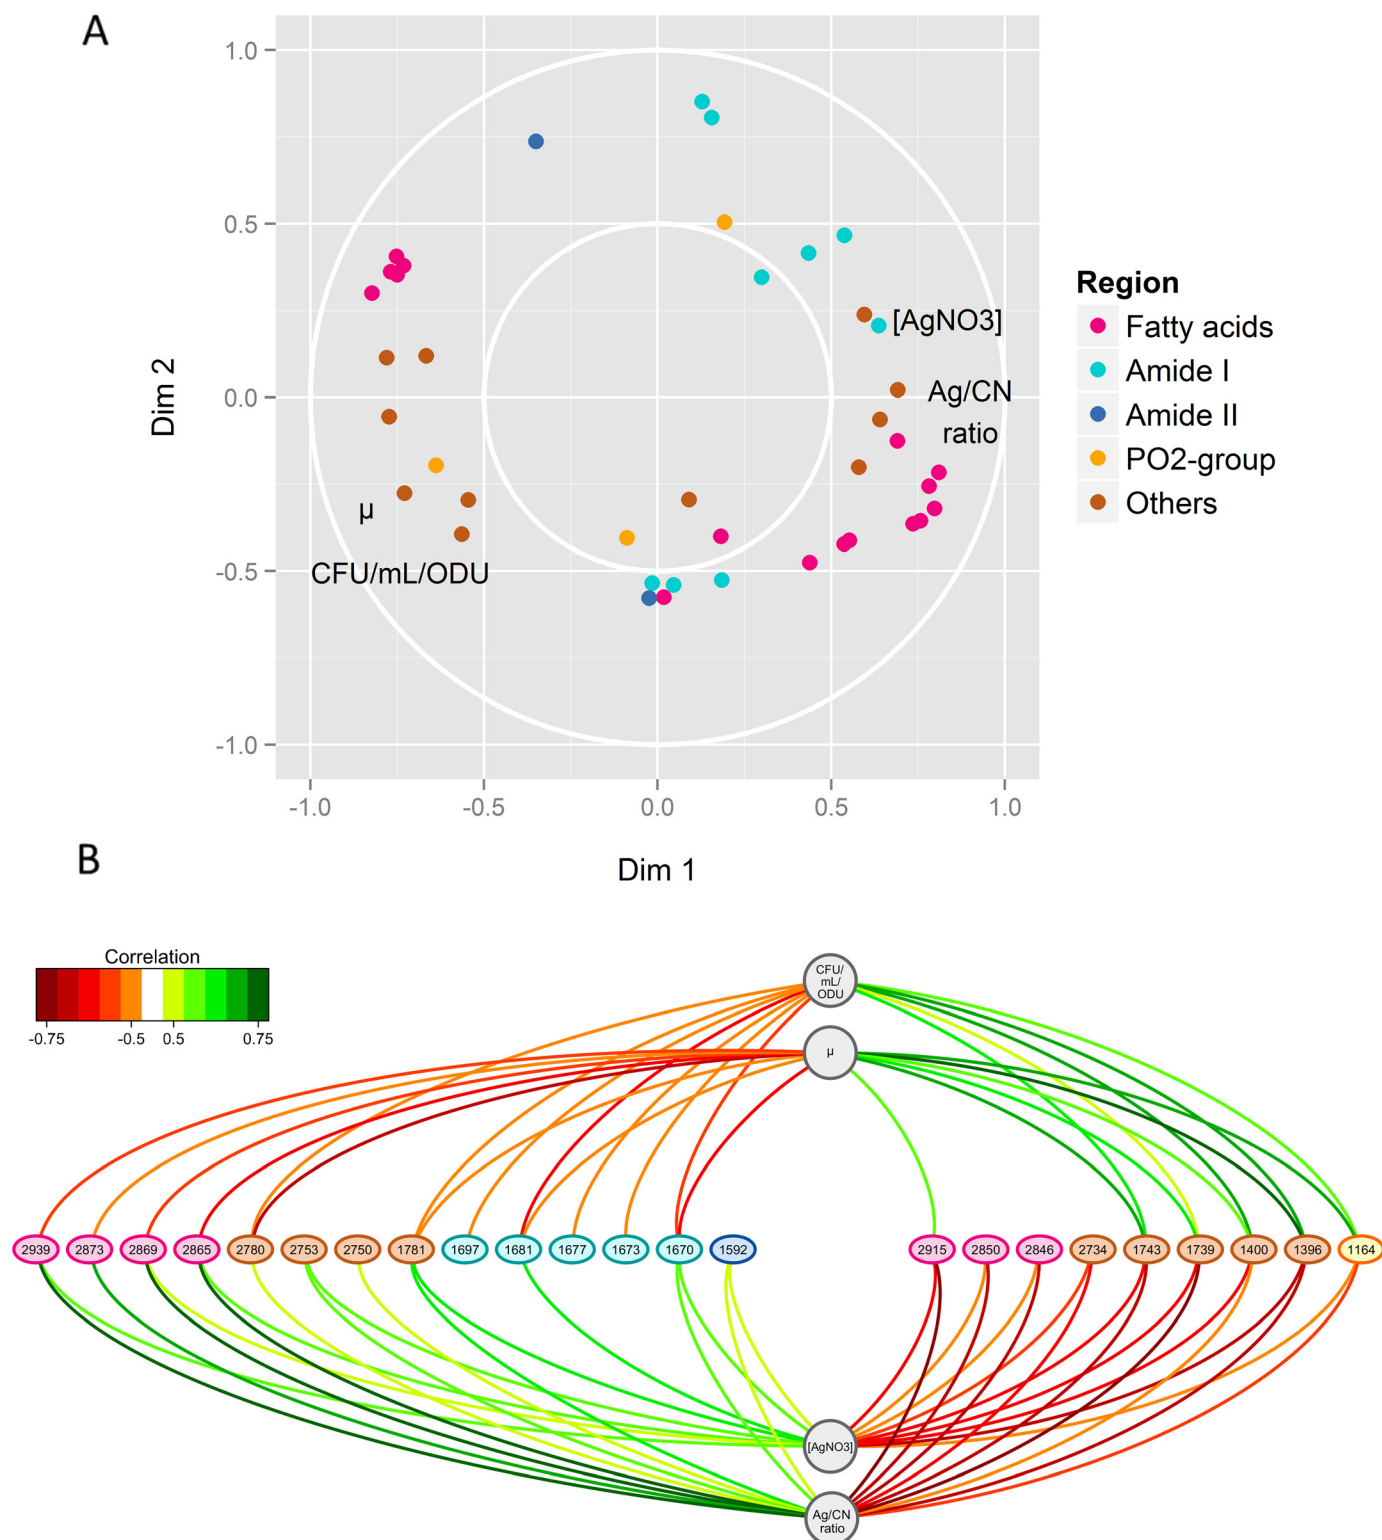 A
1.0
0.5
0.0
-0.5
-1.0
Dim 2
[AgNO3]
Ag/CN
ratio
µ
CFU/mL/ODU
-1.0 -0.5 0.0 0.5 1.0
Dim 1
Region
Fatty acids
Amide I
Amide II
PO2-group
Others
B
Correlation
-0.75 -0.5 0.5 0.75
CFU/
mL/
ODU
µ
2939 2873 2869 2865 2780 2753 2750 1781 1697 1681 1677 1673 1670 1592 2915 2850 2846 2734 1743 1739 1400 1396 1164
[AgNO3]
Ag/CN
ratio